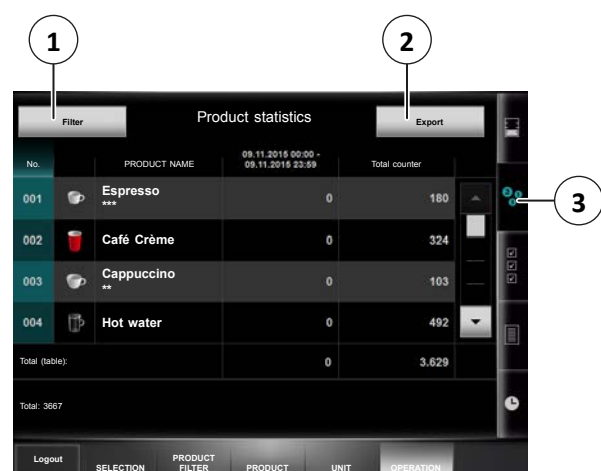 1
2
Filter
Product statistics
Export
No.
PRODUCT NAME
09.11.2015 00:00 -
09.11.2015 23:59
Total counter
001
Espresso
***
0
180
3
002
Café Crème
0
324
003
Cappuccino
**
0
103
004
Hot water
0
492
Total (table):
0
3.629
Total: 3667
Logout
SELECTION
PRODUCT
FILTER
PRODUCT
UNIT
OPERATION